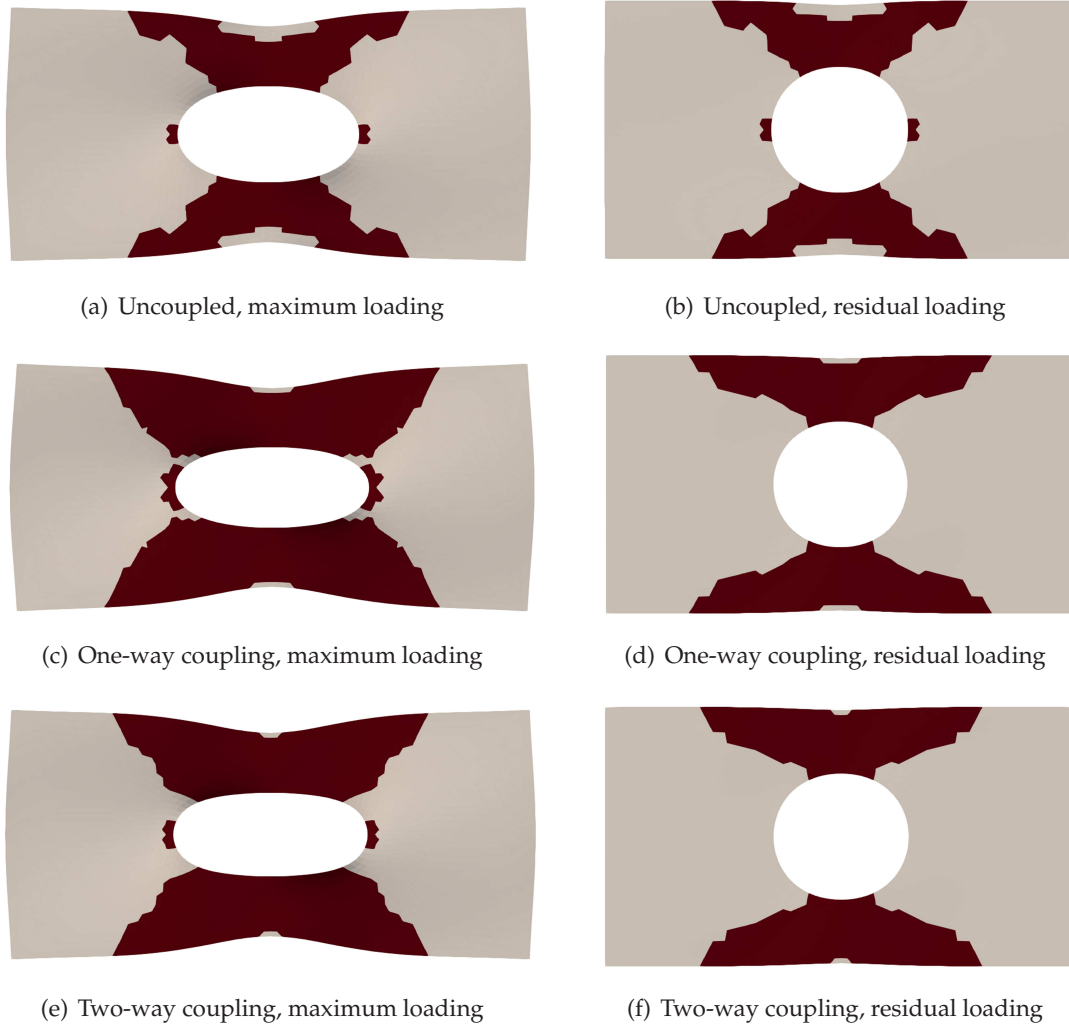 (a) Uncoupled, maximum loading
(b) Uncoupled, residual loading
(c) One-way coupling, maximum loading
(d) One-way coupling, residual loading
(e) Two-way coupling, maximum loading
(f) Two-way coupling, residual loading